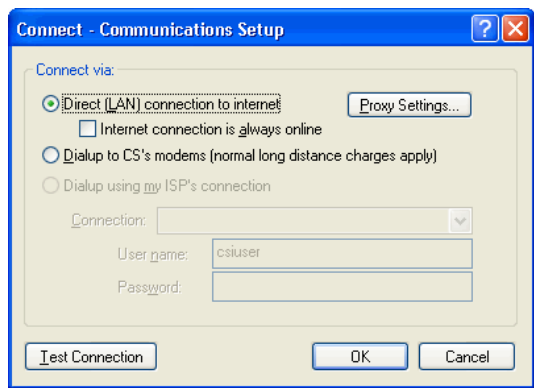 Connect - Communications Setup
Connect via:
Direct (LAN) connection to internet
Proxy Settings...
Internet connection is always online
Dialup to CS's modems (normal long distance charges apply)
Dialup using my ISP's connection
Connection:
User name: csiuser
Password:
Test Connection OK Cancel